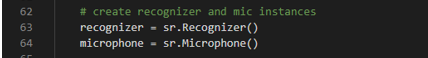 62 # create recognizer and mic instances
63 recognizer = sr.Recognizer()
64 microphone = sr.Microphone()